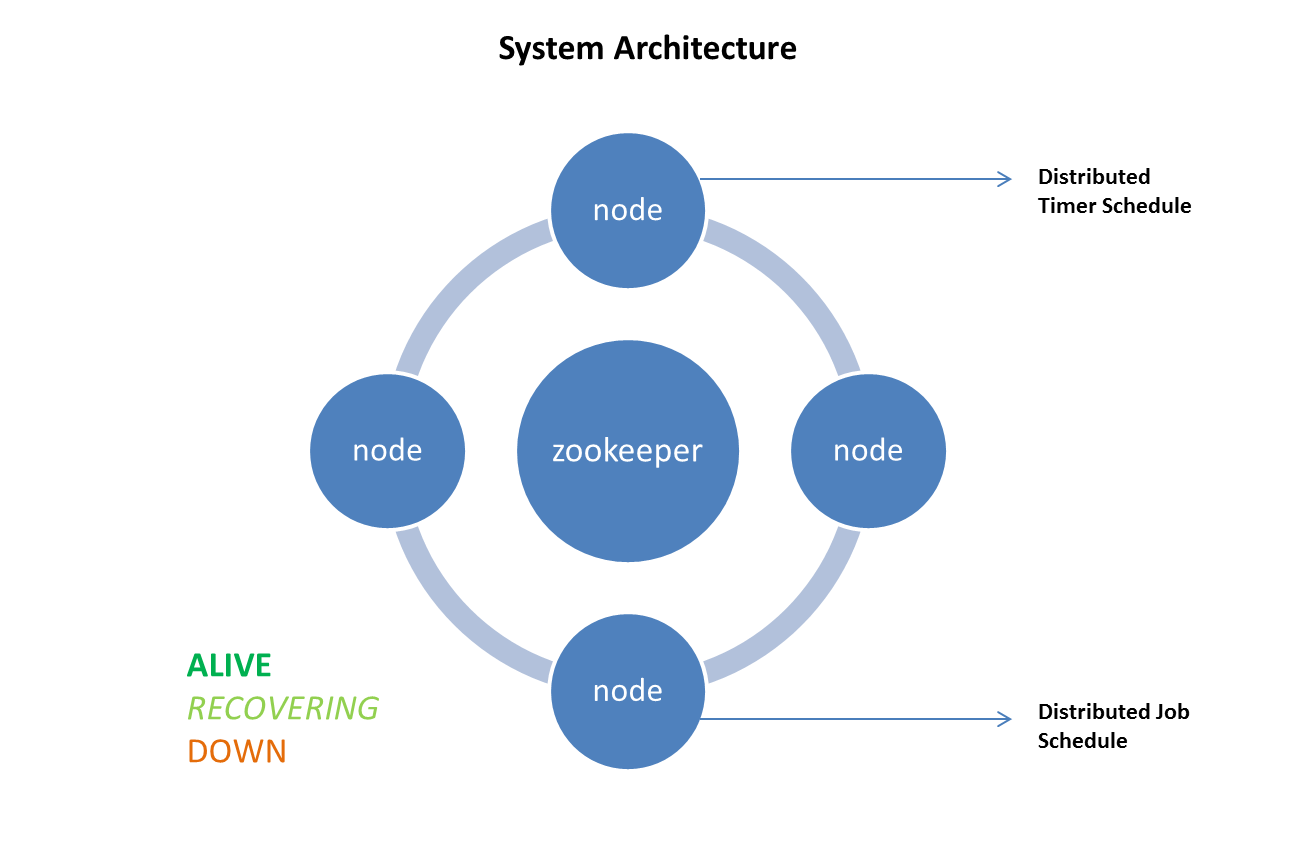 System Architecture
node
Distributed
Timer Schedule
node
zookeeper
node
node
ALIVE
RECOVERING
DOWN
Distributed Job
Schedule